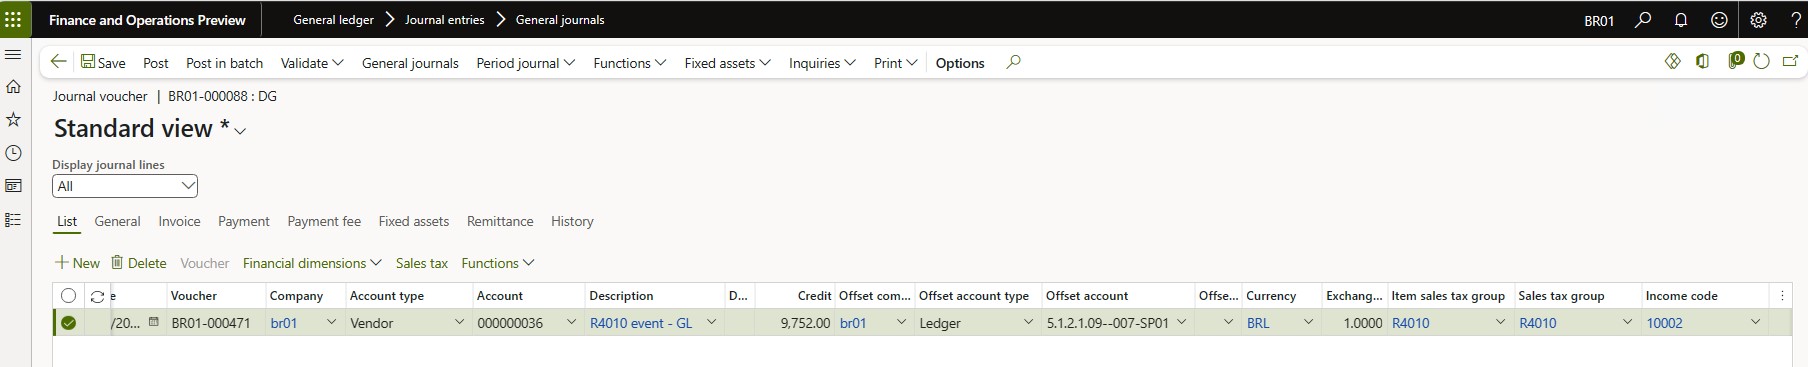 Finance and Operations Preview General ledger > Journal entries > General journals BR01 ?
Save Post Post in batch Validate General journals Period journal Functions Fixed assets Inquiries Print Options 0
Journal voucher | BR01-000088 : DG
Standard view *
Display journal lines
All
List General Invoice Payment Payment fee Fixed assets Remittance History
+ New Delete Voucher Financial dimensions Sales tax Functions
e Voucher Company Account type Account Description D... Credit Offset com... Offset account type Offset account Offse... Currency Exchang... Item sales tax group Sales tax group Income code
/20... BR01-000471 br01 Vendor 000000036 R4010 event - GL 9,752.00 br01 Ledger 5.1.2.1.09--007-SP01 BRL 1.0000 R4010 R4010 10002